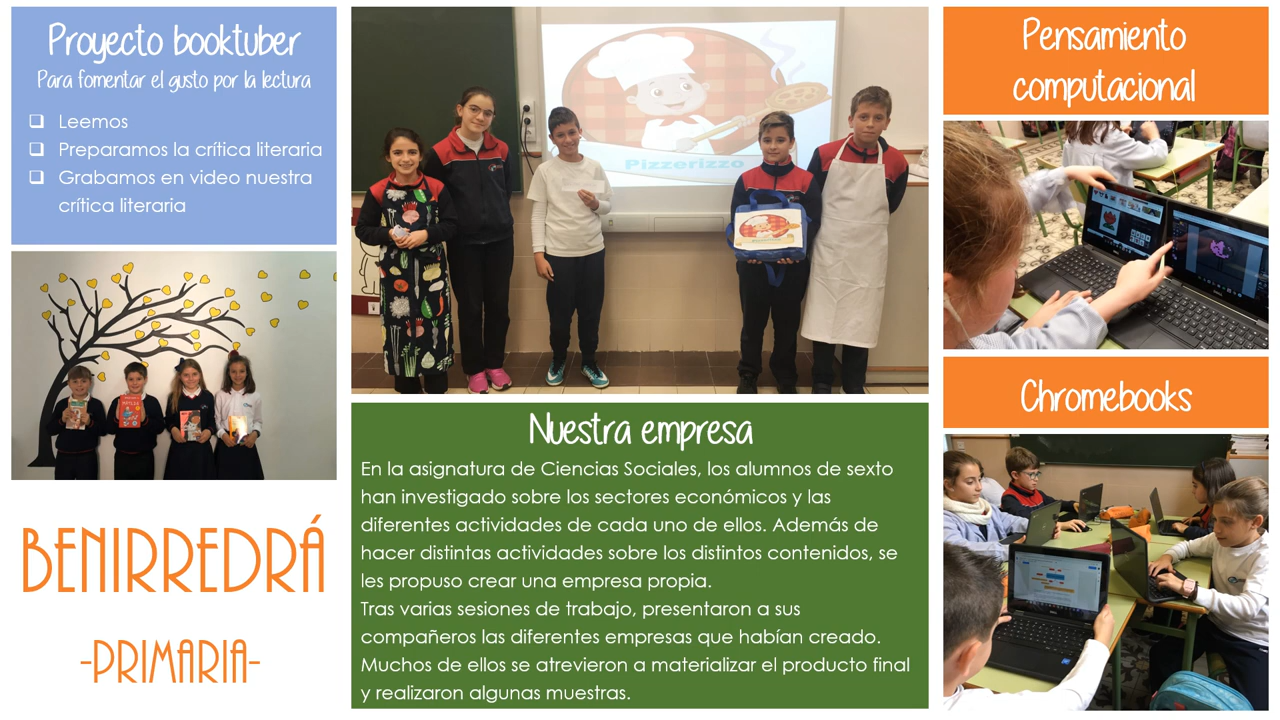 Proyecto booktuber
Para fomentar el gusto por la lectura
❑ Leemos
❑ Preparamos la crítica literaria
❑ Grabamos en video nuestra
crítica literaria
BENIRREDRÁ
-PRIMARIA-
Pizzerizzo
Nuestra empresa
En la asignatura de Ciencias Sociales, los alumnos de sexto
han investigado sobre los sectores económicos y las
diferentes actividades de cada uno de ellos. Además de
hacer distintas actividades sobre los distintos contenidos, se
les propuso crear una empresa propia.
Tras varias sesiones de trabajo, presentaron a sus
compañeros las diferentes empresas que habían creado.
Muchos de ellos se atrevieron a materializar el producto final
y realizaron algunas muestras.
Pensamiento
computacional
Chromebooks